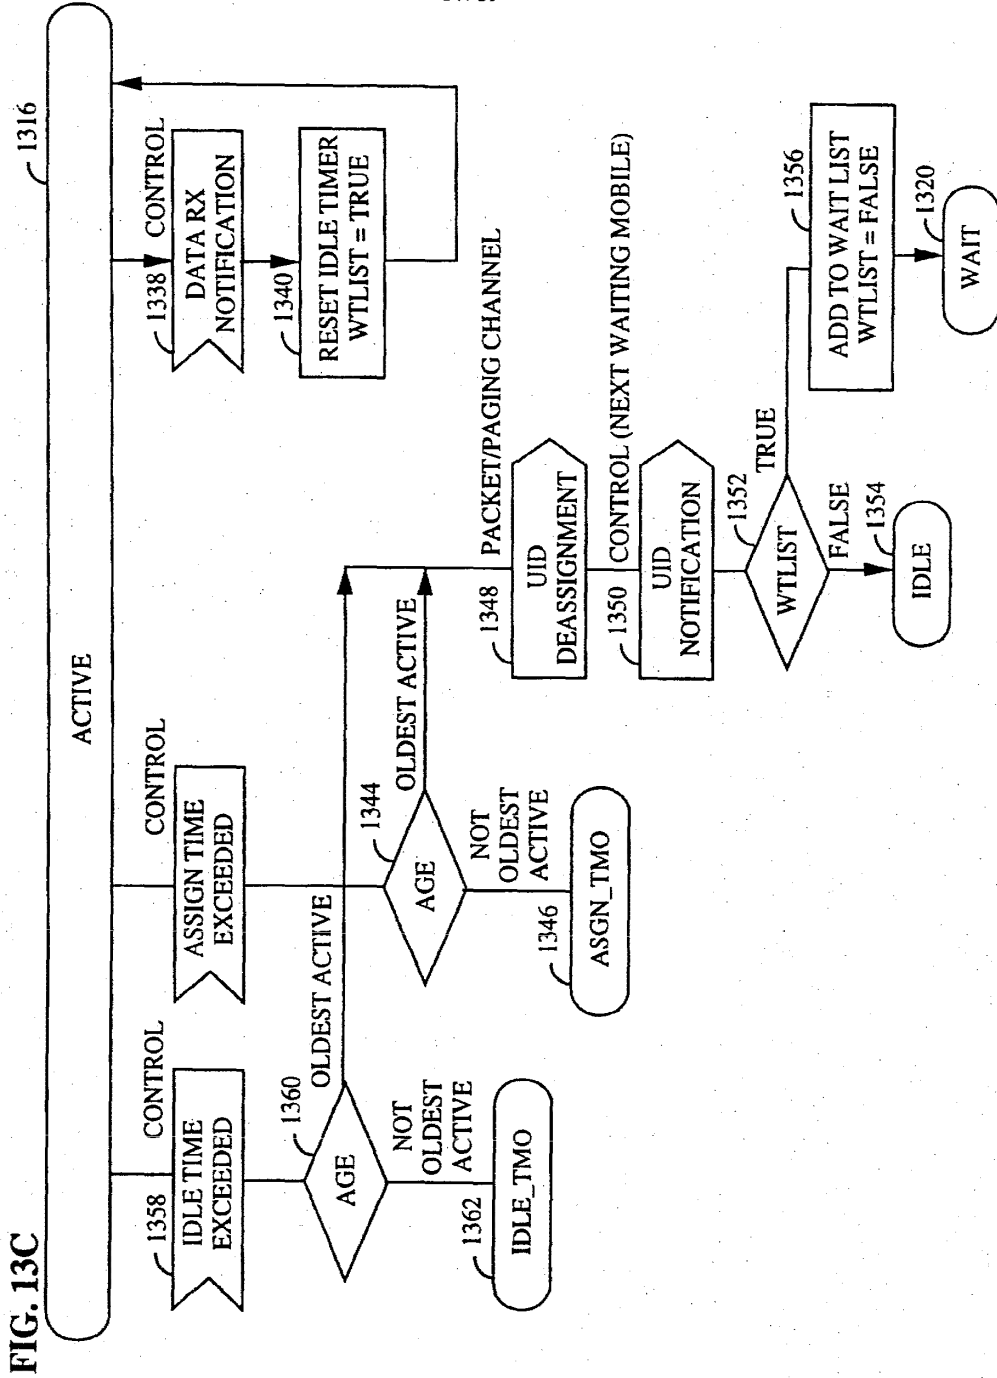 FIG. 13C
1316
ACTIVE
CONTROL
1358
IDLE TIME
EXCEEDED
1360
AGE
OLDEST ACTIVE
NOT
OLDEST
ACTIVE
1362
IDLE_TMO
CONTROL
ASSIGN TIME
EXCEEDED
1344
AGE
OLDEST ACTIVE
NOT
OLDEST
ACTIVE
1346
ASGN_TMO
CONTROL
1338
DATA RX
NOTIFICATION
1340
RESET IDLE TIMER
WTLIST = TRUE
PACKET/PAGING CHANNEL
1348
UID
DEASSIGNMENT
CONTROL (NEXT WAITING MOBILE)
1350
UID
NOTIFICATION
1352
WTLIST
TRUE
FALSE
1354
IDLE
1356
ADD TO WAIT LIST
WTLIST = FALSE
1320
WAIT